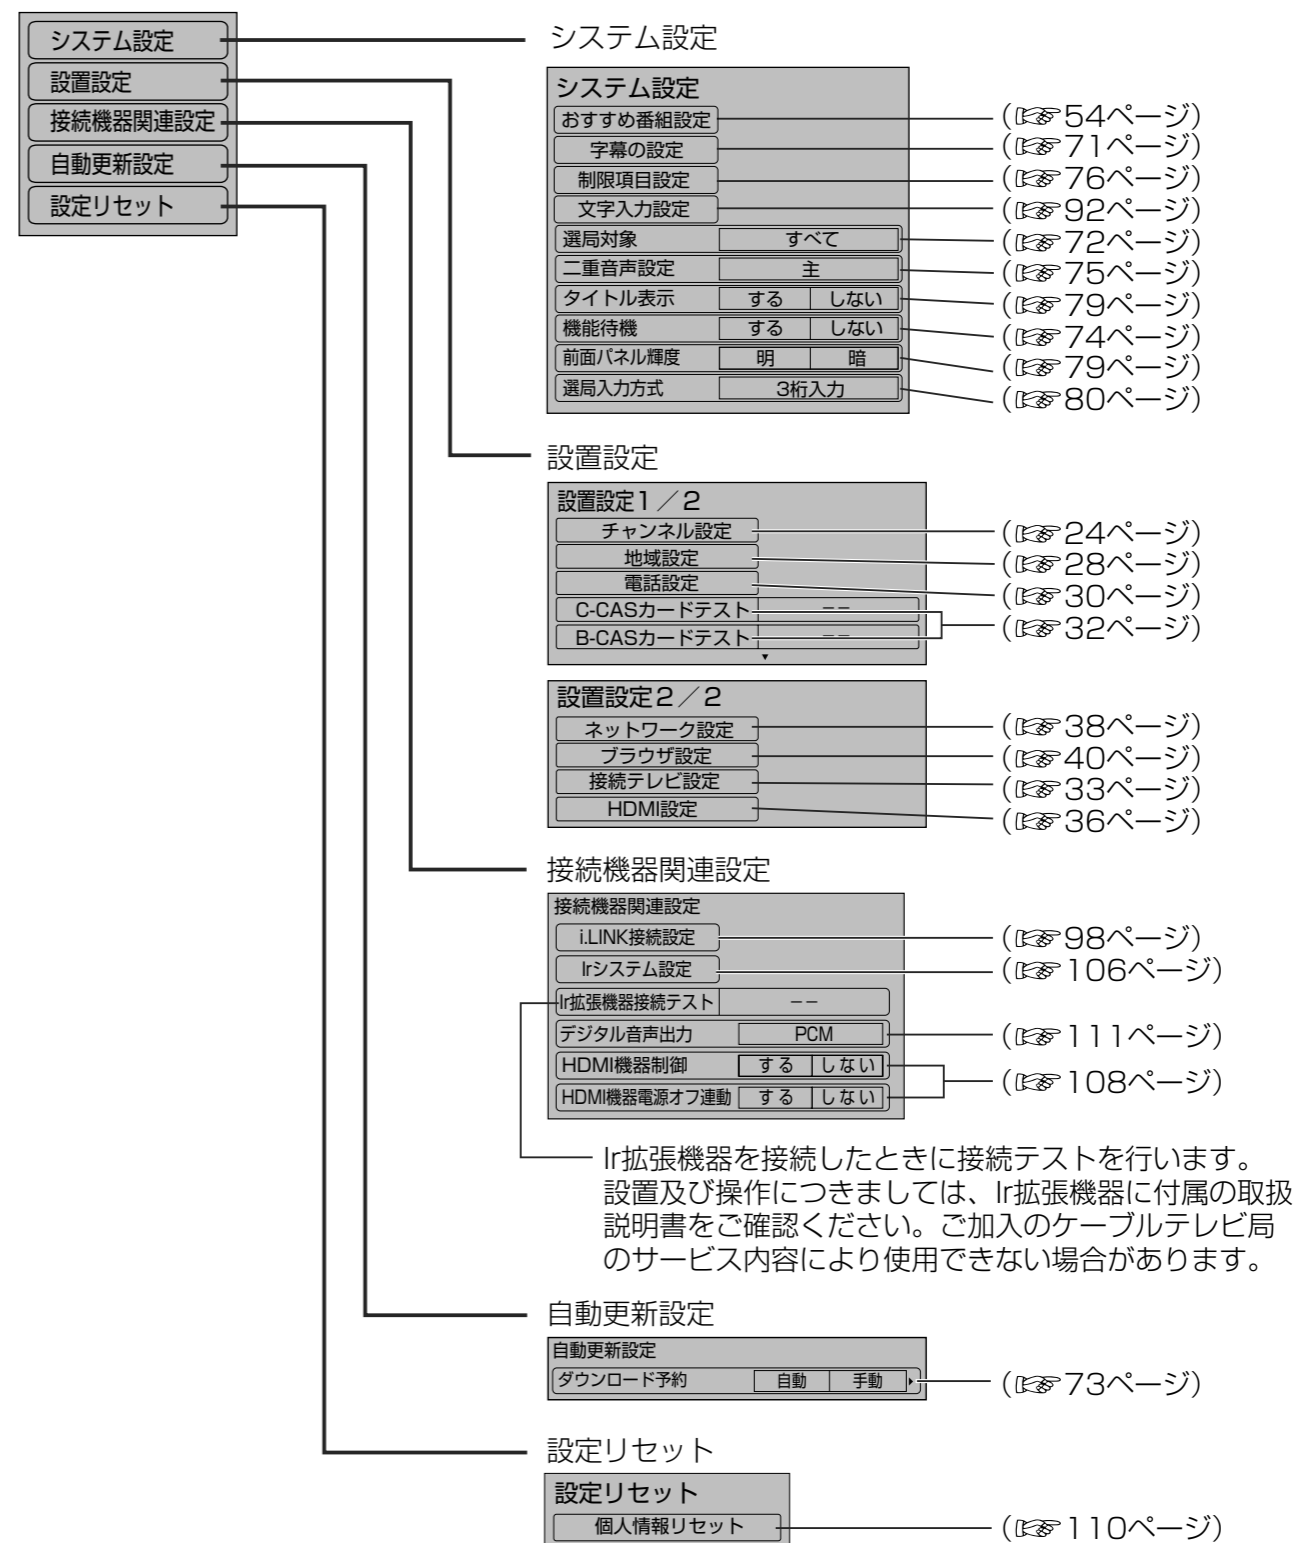 システム設定
設置設定
接続機器関連設定
自動更新設定
設定リセット
システム設定
システム設定
おすすめ番組設定 (☞54ページ)
字幕の設定 (☞71ページ)
制限項目設定 (☞76ページ)
文字入力設定 (☞92ページ)
選局対象 すべて (☞72ページ)
二重音声設定 主 (☞75ページ)
タイトル表示 する しない (☞79ページ)
機能待機 する しない (☞74ページ)
前面パネル輝度 明 暗 (☞79ページ)
選局入力方式 3桁入力 (☞80ページ)
設置設定
設置設定1／2
チャンネル設定 (☞24ページ)
地域設定 (☞28ページ)
電話設定 (☞30ページ)
C-CASカードテスト −− (☞32ページ)
B-CASカードテスト −−
設置設定2／2
ネットワーク設定 (☞38ページ)
ブラウザ設定 (☞40ページ)
接続テレビ設定 (☞33ページ)
HDMI設定 (☞36ページ)
接続機器関連設定
接続機器関連設定
i.LINK接続設定 (☞98ページ)
Irシステム設定 (☞106ページ)
Ir拡張機器接続テスト −−
デジタル音声出力 PCM (☞111ページ)
HDMI機器制御 する しない (☞108ページ)
HDMI機器電源オフ連動 する しない
Ir拡張機器を接続したときに接続テストを行います。
設置及び操作につきましては、Ir拡張機器に付属の取扱
説明書をご確認ください。ご加入のケーブルテレビ局
のサービス内容により使用できない場合があります。
自動更新設定
自動更新設定
ダウンロード予約 自動 手動 (☞73ページ)
設定リセット
設定リセット
個人情報リセット (☞110ページ)